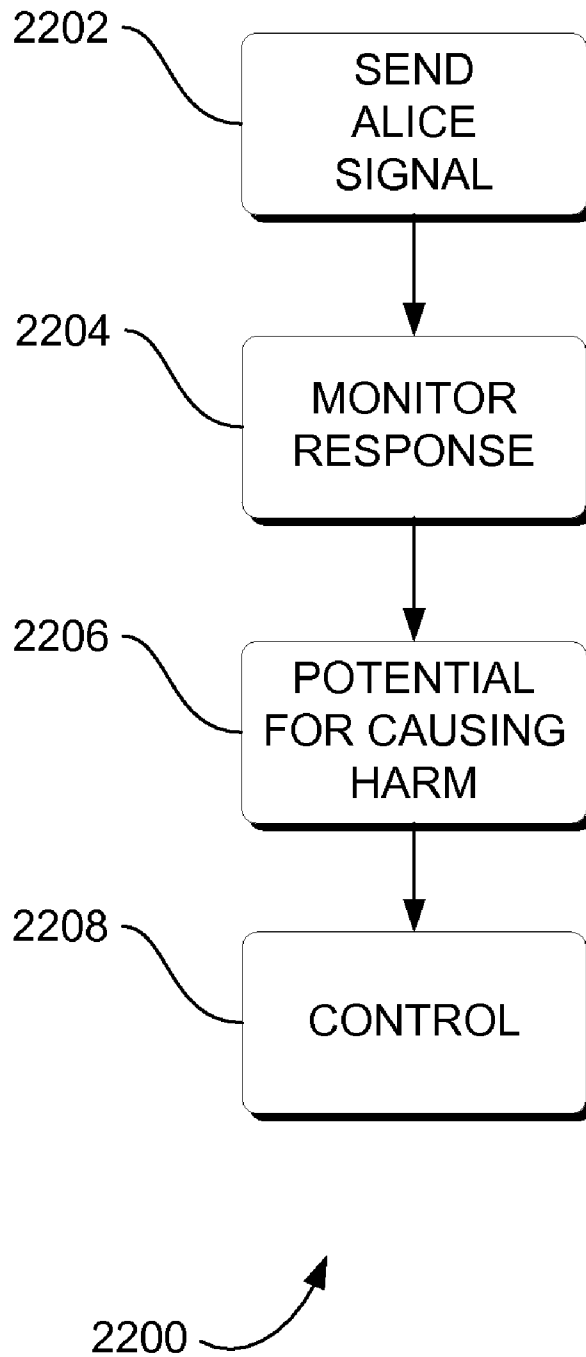 2202
SEND
ALICE
SIGNAL
2204
MONITOR
RESPONSE
2206
POTENTIAL
FOR CAUSING
HARM
2208
CONTROL
2200